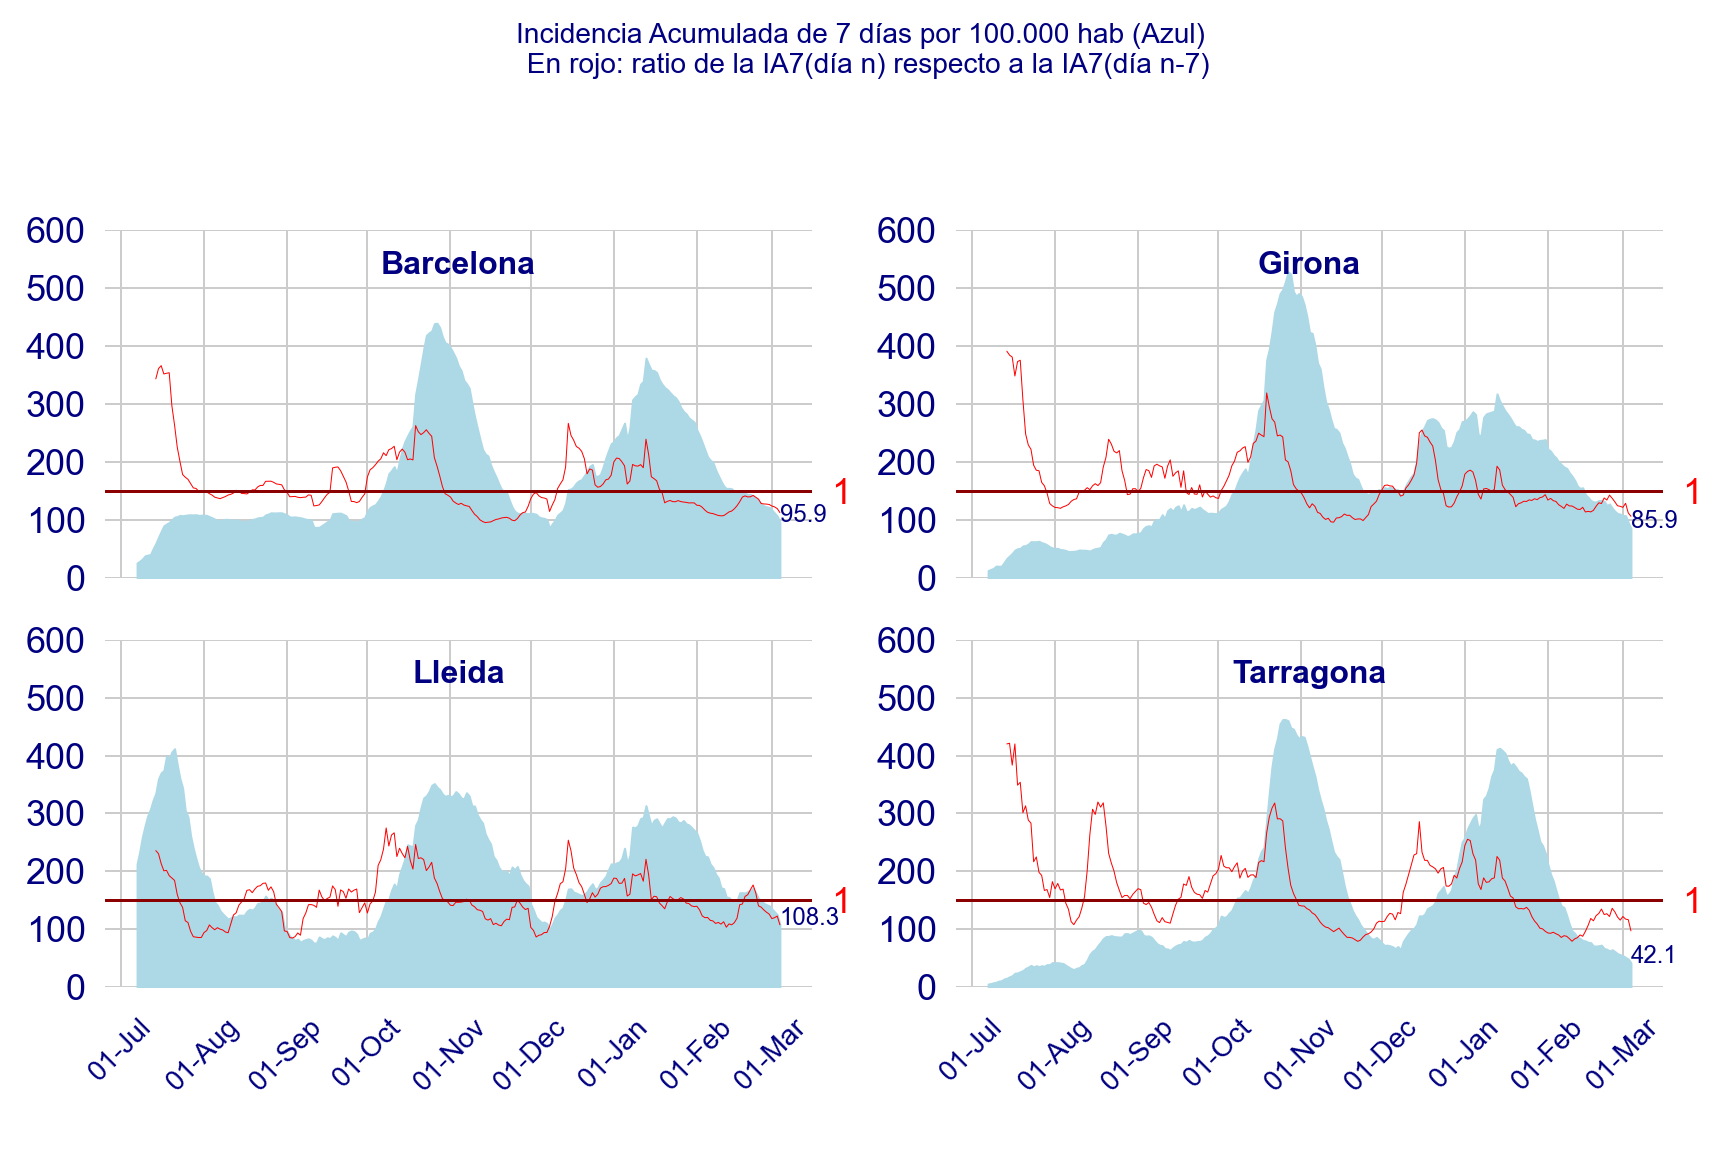 Incidencia Acumulada de 7 días por 100.000 hab (Azul)
En rojo: ratio de la IA7(día n) respecto a la IA7(día n-7)
Barcelona
600
500
400
300
200
100
0
1
95.9
Girona
600
500
400
300
200
100
0
1
85.9
Lleida
600
500
400
300
200
100
0
1
108.3
01-Jul
01-Aug
01-Sep
01-Oct
01-Nov
01-Dec
01-Jan
01-Feb
01-Mar
Tarragona
600
500
400
300
200
100
0
1
42.1
01-Jul
01-Aug
01-Sep
01-Oct
01-Nov
01-Dec
01-Jan
01-Feb
01-Mar